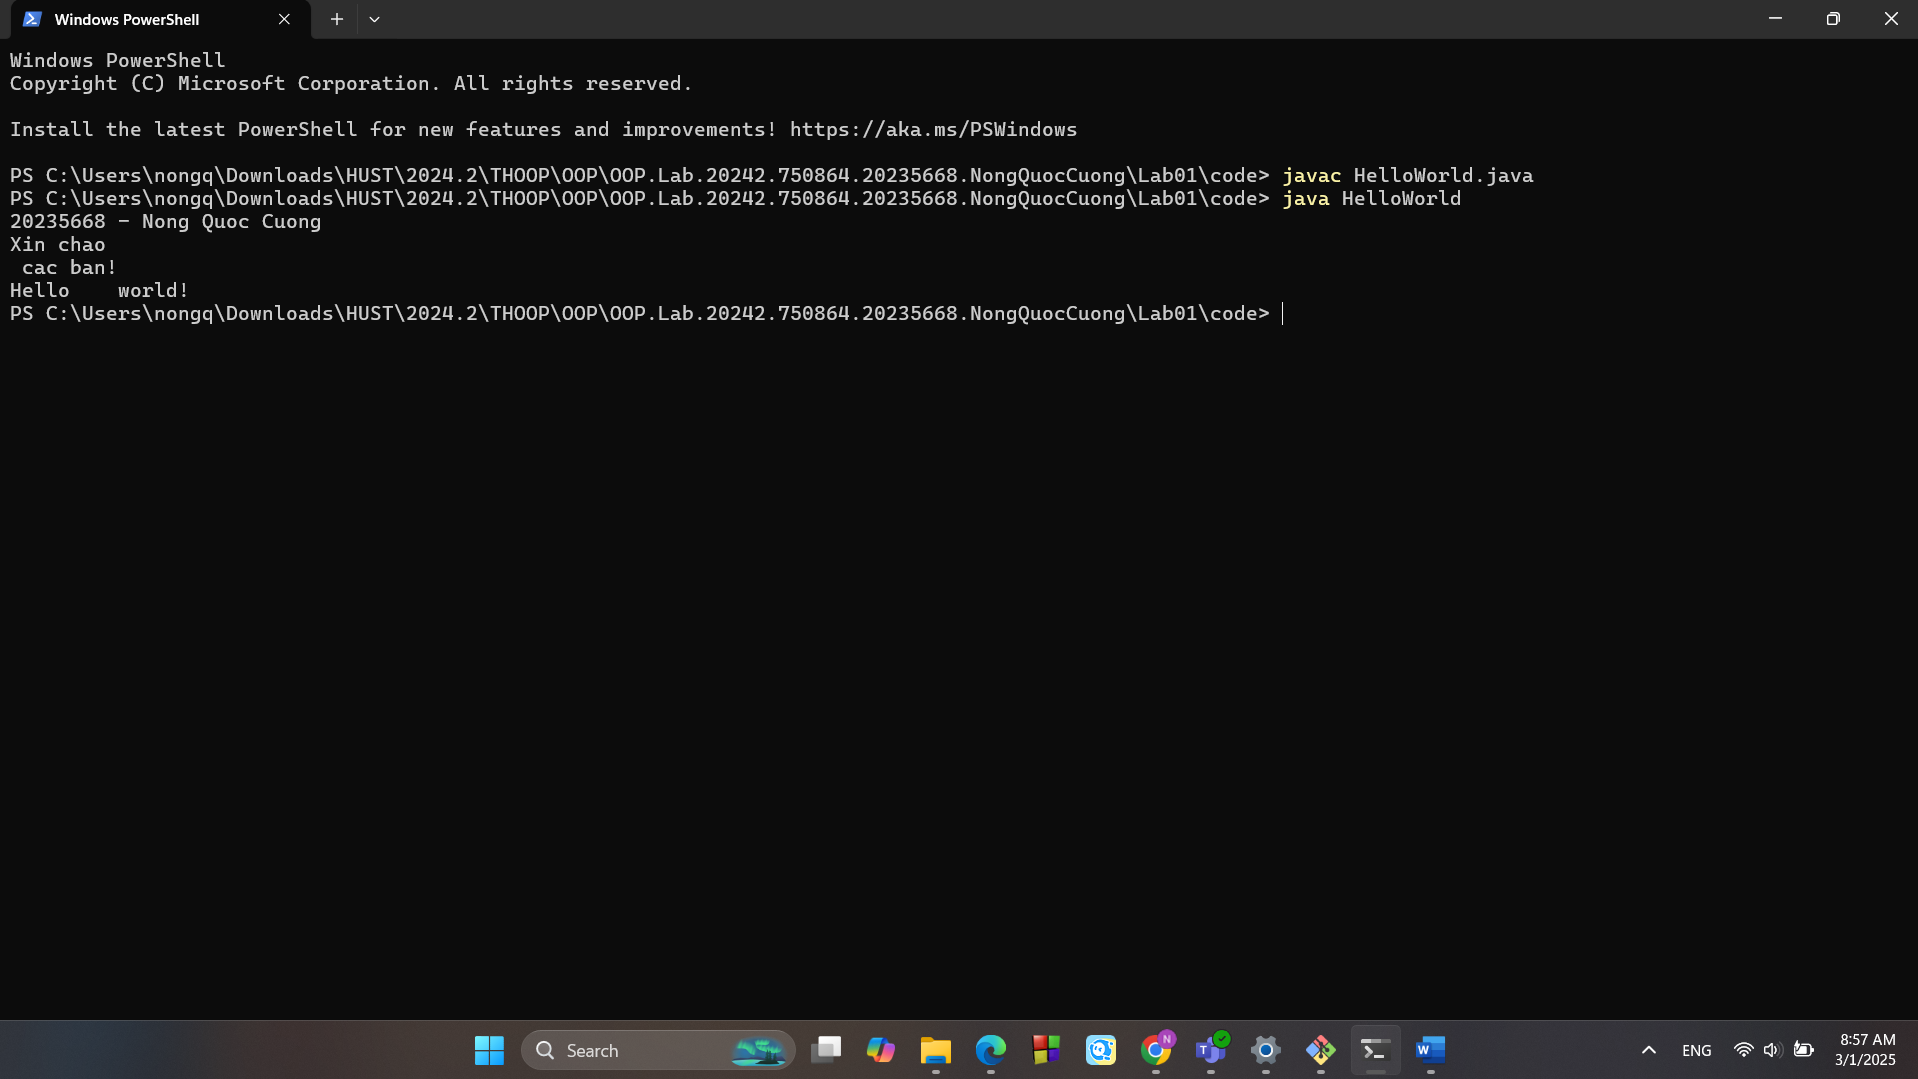 Windows PowerShell
Windows PowerShell
Copyright (C) Microsoft Corporation. All rights reserved.
Install the latest PowerShell for new features and improvements! https://aka.ms/PSWindows
PS C:\Users\nongq\Downloads\HUST\2024.2\THOOP\OOP\OOP.Lab.20242.750864.20235668.NongQuocCuong\Lab01\code> javac HelloWorld.java
PS C:\Users\nongq\Downloads\HUST\2024.2\THOOP\OOP\OOP.Lab.20242.750864.20235668.NongQuocCuong\Lab01\code> java HelloWorld
20235668 - Nong Quoc Cuong
Xin chao
 cac ban!
Hello    world!
PS C:\Users\nongq\Downloads\HUST\2024.2\THOOP\OOP\OOP.Lab.20242.750864.20235668.NongQuocCuong\Lab01\code>
Search
N
T
W
ENG
8:57 AM
3/1/2025